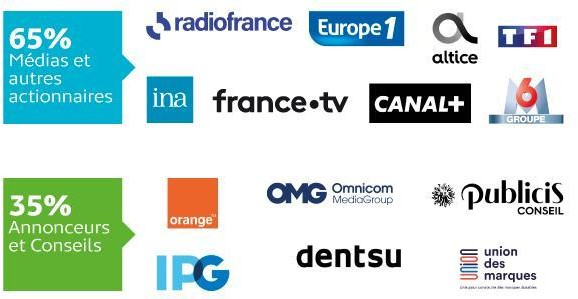 65%
Médias et
autres
actionnaires
radiofrance
Europe 1
altice
TF1
ina
france•tv
CANAL+
M6
GROUPE
35%
Annonceurs
et Conseils
orange™
OMG Omnicom
MediaGroup
publicis
CONSEIL
IPG
dentsu
union
des
marques